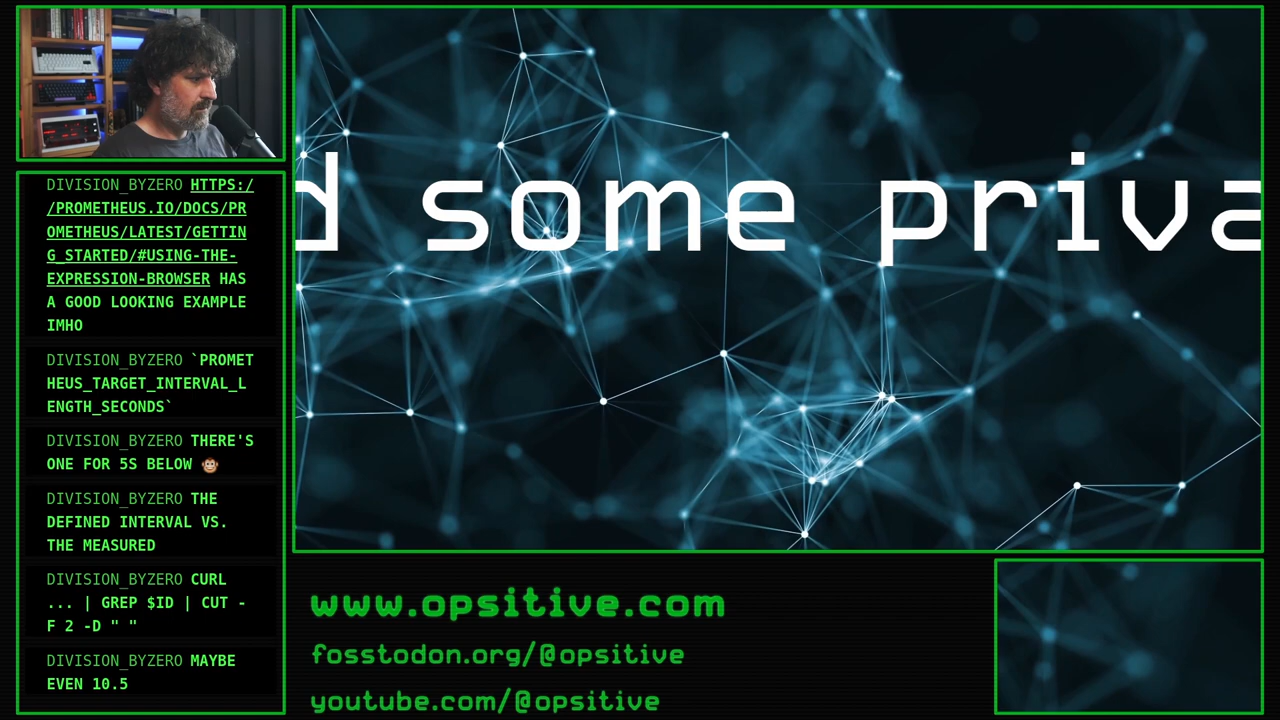 DIVISION_BYZERO HTTPS:/
/PROMETHEUS.IO/DOCS/PR
OMETHEUS/LATEST/GETTIN
G_STARTED/#USING-THE-
EXPRESSION-BROWSER HAS
A GOOD LOOKING EXAMPLE
IMHO
DIVISION_BYZERO `PROMET
HEUS_TARGET_INTERVAL_L
ENGTH_SECONDS`
DIVISION_BYZERO THERE'S
ONE FOR 5S BELOW 🐵
DIVISION_BYZERO THE
DEFINED INTERVAL VS.
THE MEASURED
DIVISION_BYZERO CURL
... | GREP $ID | CUT -
F 2 -D " "
DIVISION_BYZERO MAYBE
EVEN 10.5
d some priva
www.opsitive.com
fosstodon.org/@opsitive
youtube.com/@opsitive